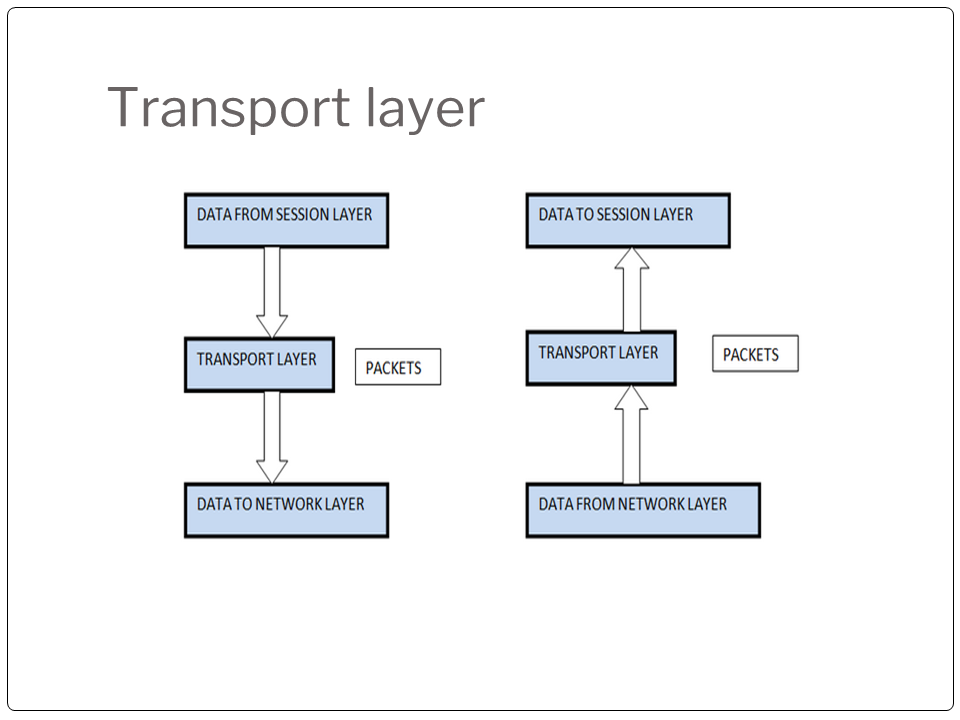 Transport layer
DATA FROM SESSION LAYER
TRANSPORT LAYER
PACKETS
DATA TO NETWORK LAYER
DATA TO SESSION LAYER
TRANSPORT LAYER
PACKETS
DATA FROM NETWORK LAYER